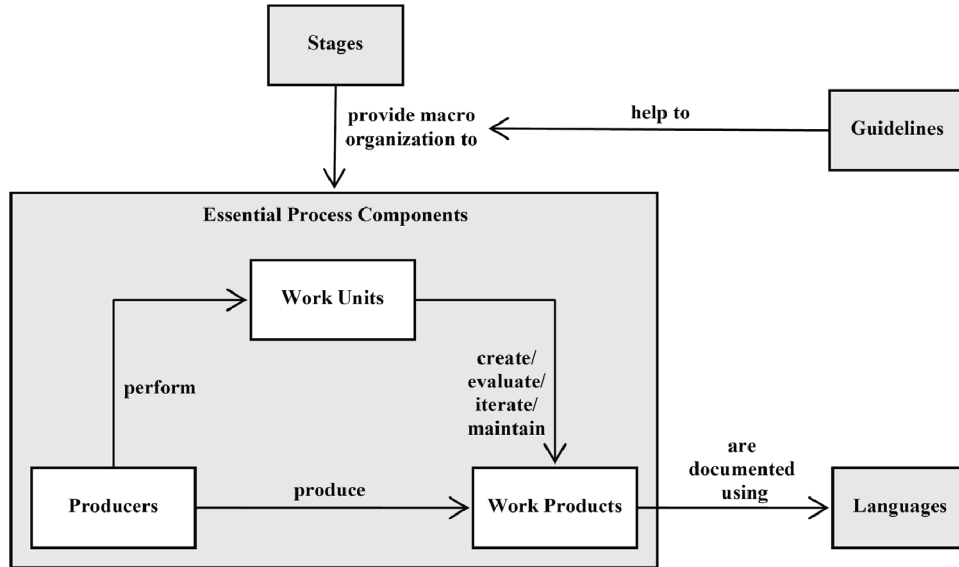 Stages
provide macro
organization to
help to
Guidelines
Essential Process Components
Work Units
perform
create/
evaluate/
iterate/
maintain
Producers
produce
Work Products
are
documented
using
Languages